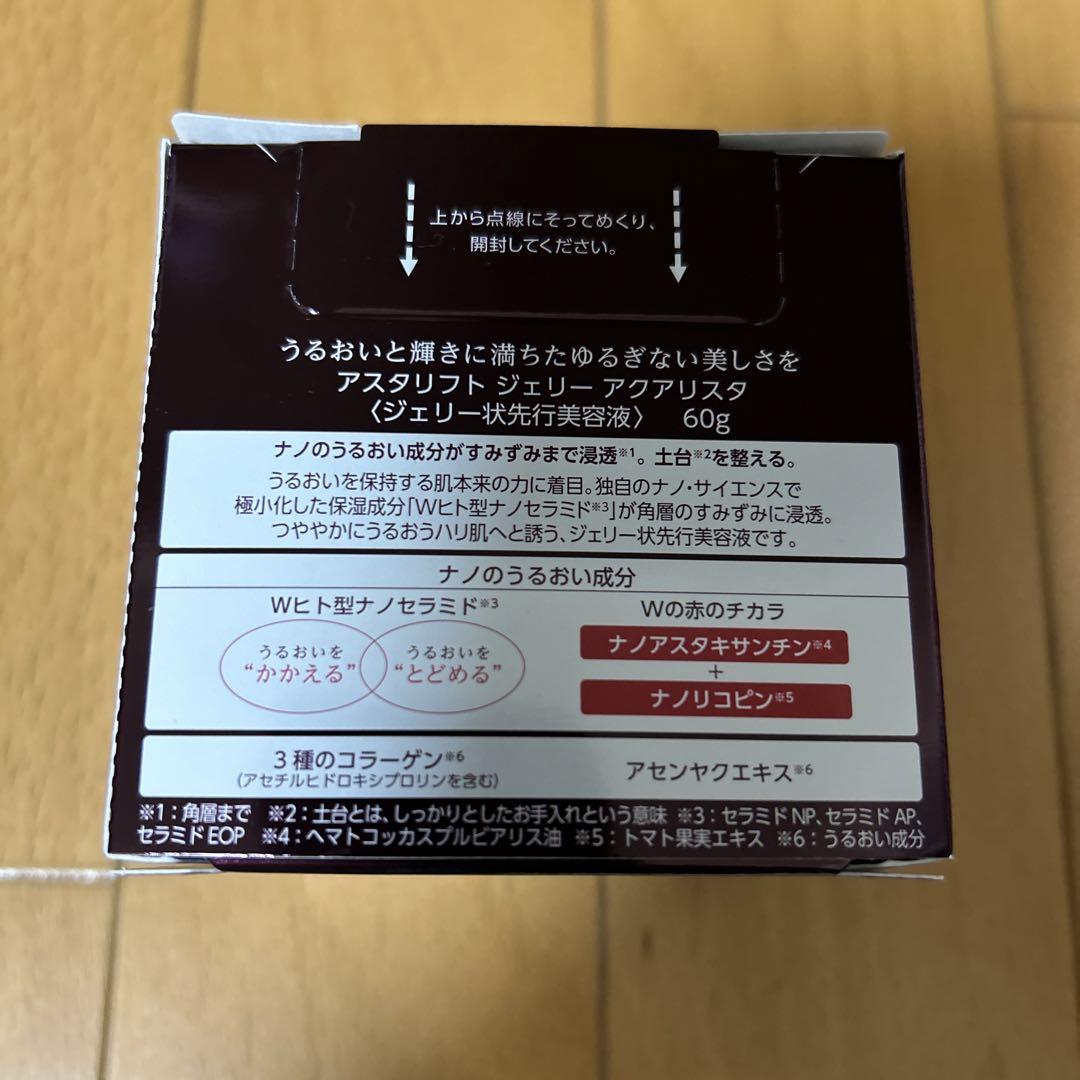 上から点線にそってめくり、
開封してください。
うるおいと輝きに満ちたゆるぎない美しさを
アスタリフト ジェリー アクアリスタ
〈ジェリー状先行美容液〉 60g
ナノのうるおい成分がすみずみまで浸透※1。土台※2を整える。
うるおいを保持する肌本来の力に着目。独自のナノ・サイエンスで
極小化した保湿成分「Wヒト型ナノセラミド※3」が角層のすみずみに浸透。
つややかにうるおうハリ肌へと誘う、ジェリー状先行美容液です。
ナノのうるおい成分
Wヒト型ナノセラミド※3
うるおいを
“かかえる”
うるおいを
“とどめる”
Wの赤のチカラ
ナノアスタキサンチン※4
+
ナノリコピン※5
3種のコラーゲン※6
(アセチルヒドロキシプロリンを含む)
アセンヤクエキス※6
※1：角層まで ※2：土台とは、しっかりとしたお手入れという意味 ※3：セラミドNP、セラミドAP、
セラミドEOP ※4：ヘマトコッカスプルビアリス油 ※5：トマト果実エキス ※6：うるおい成分